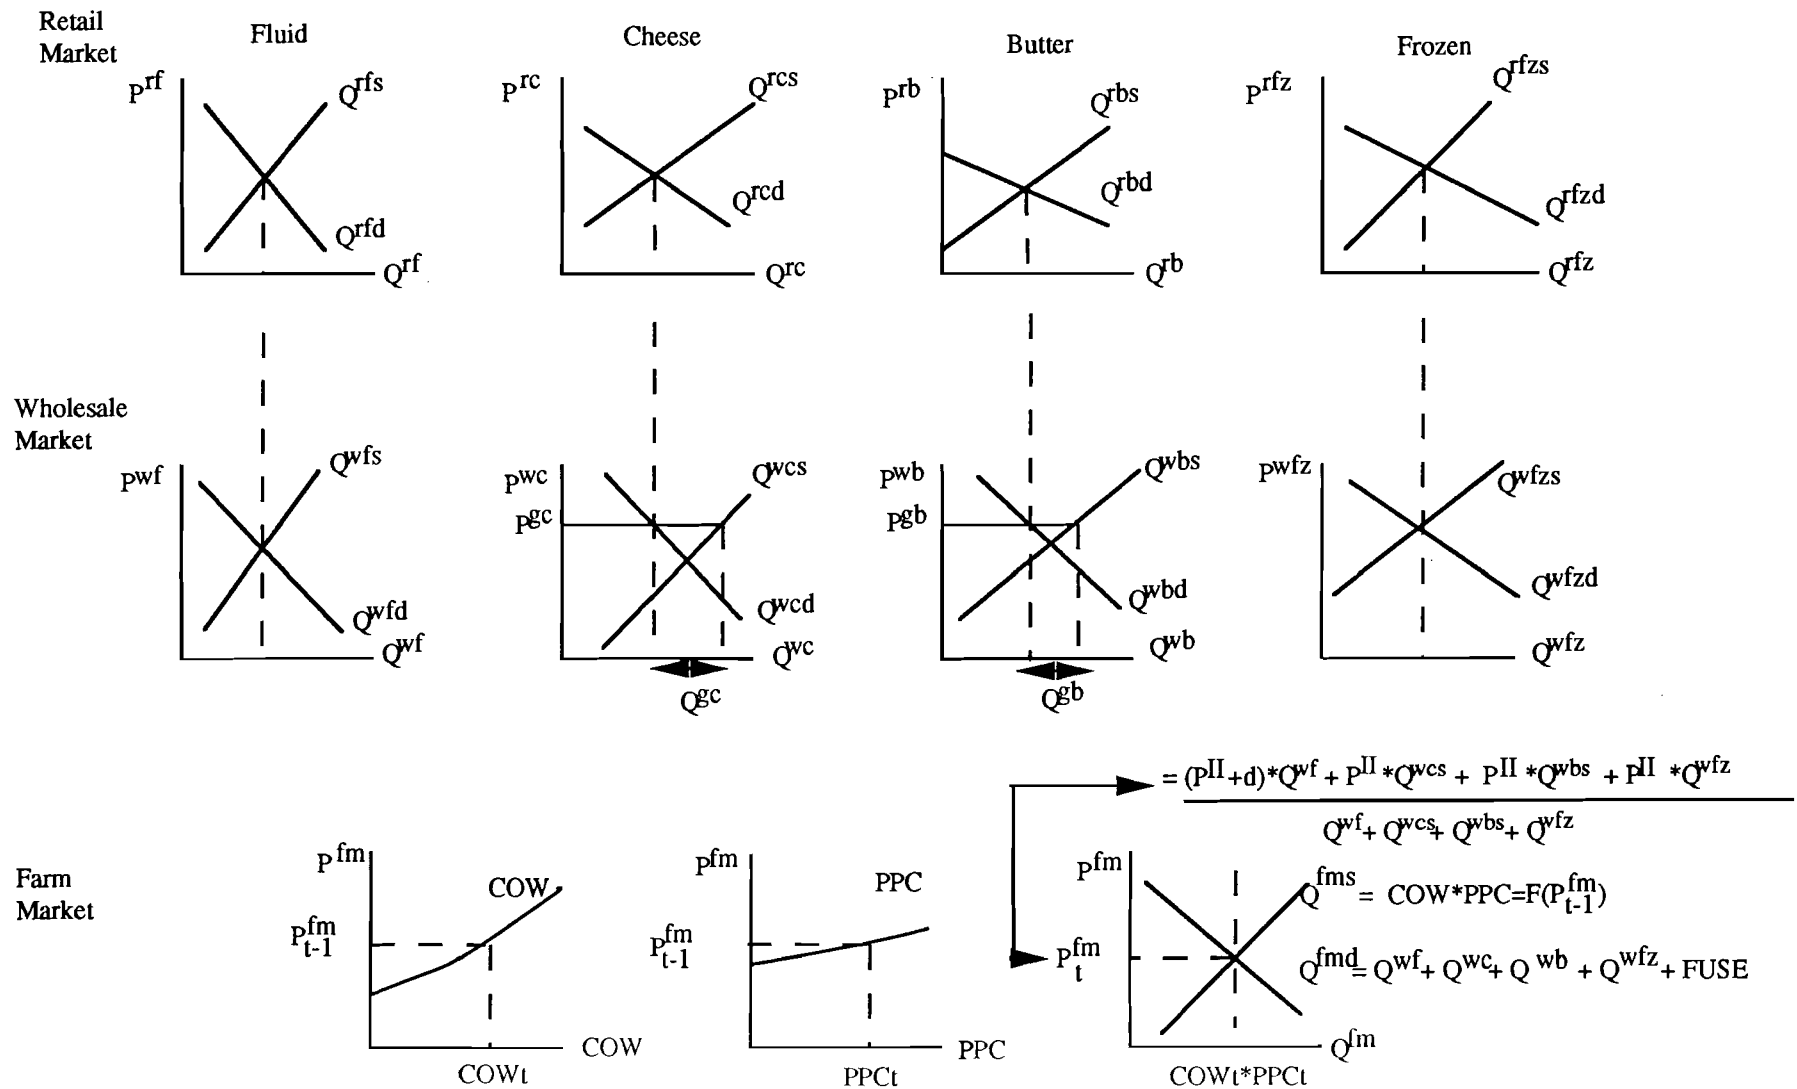 Retail
Market
Fluid
Cheese
Butter
Frozen
P^rf
Q^rfs
Q^rfd
Q^rf
P^rc
Q^rcs
Q^rcd
Q^rc
P^rb
Q^rbs
Q^rbd
Q^rb
P^rfz
Q^rfzs
Q^rfzd
Q^rfz
Wholesale
Market
P^wf
Q^wfs
Q^wfd
Q^wf
P^wc
P^gc
Q^wcs
Q^wcd
Q^wc
Q^gc
P^wb
P^gb
Q^wbs
Q^wbd
Q^wb
Q^gb
P^wfz
Q^wfzs
Q^wfzd
Q^wfz
= (P^II+d)*Q^wf + P^II *Q^wcs + P^II *Q^wbs + P^II *Q^wfz
Q^wf + Q^wcs + Q^wbs + Q^wfz
Farm
Market
P^fm
COW
P^fm_t-1
COW
COWt
P^fm
PPC
P^fm_t-1
PPC
PPCt
P^fm
Q^fms = COW*PPC=F(P^fm_t-1)
P^fm_t
Q^fmd = Q^wf + Q^wc + Q^wb + Q^wfz + FUSE
Q^fm
COWt*PPCt